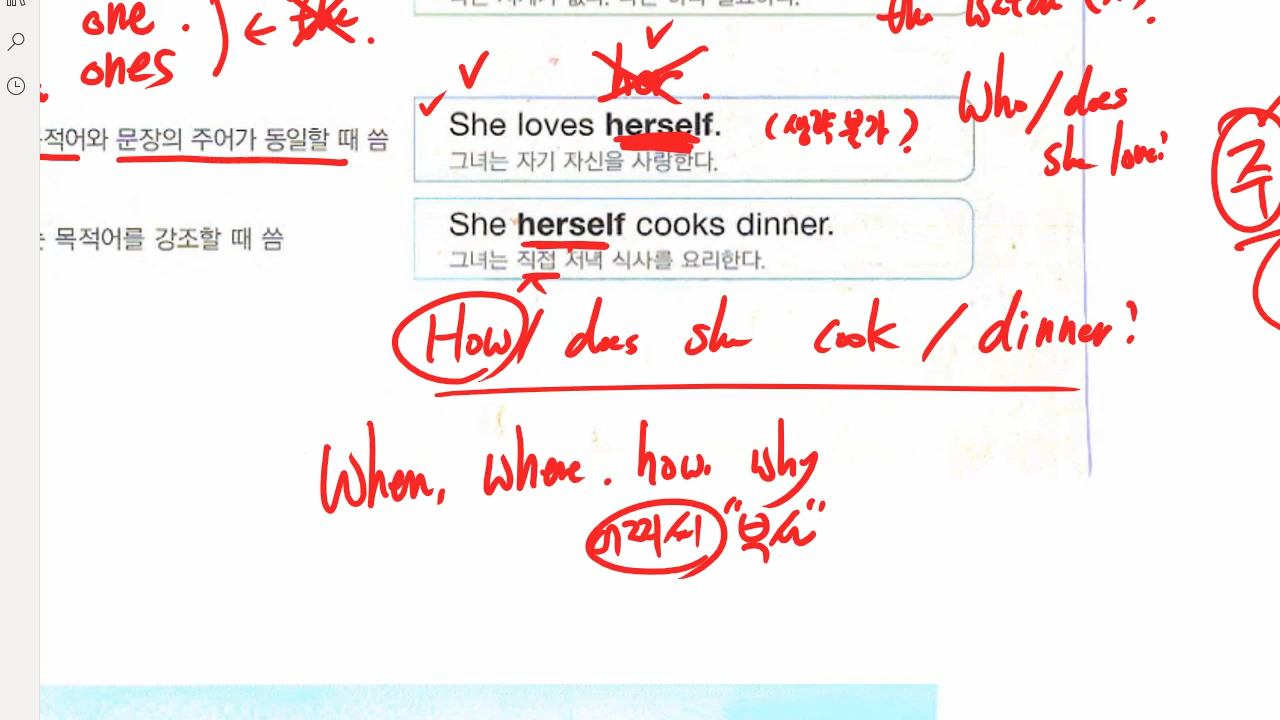 one.
ones
her.
She loves herself.
그녀는 자기 자신을 사랑한다.
(생략 불가)?
Who/does
she love?
적어와 문장의 주어가 동일할 때 씀
She herself cooks dinner.
그녀는 직접 저녁 식사를 요리한다.
목적어를 강조할 때 씀
How/ does she cook / dinner?
When, where. how. why
"부사"